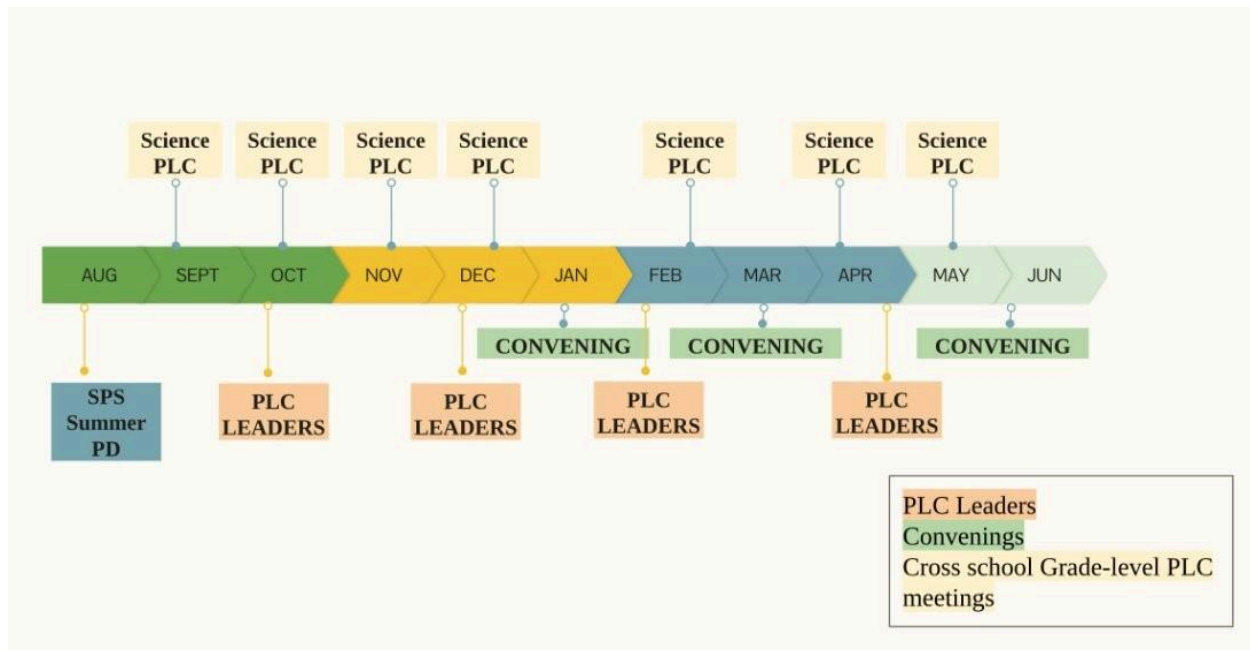 Science
PLC
Science
PLC
Science
PLC
Science
PLC
Science
PLC
Science
PLC
Science
PLC
AUG
SEPT
OCT
NOV
DEC
JAN
FEB
MAR
APR
MAY
JUN
CONVENING
CONVENING
CONVENING
SPS
Summer
PD
PLC
LEADERS
PLC
LEADERS
PLC
LEADERS
PLC
LEADERS
PLC Leaders
Convenings
Cross school Grade-level PLC
meetings